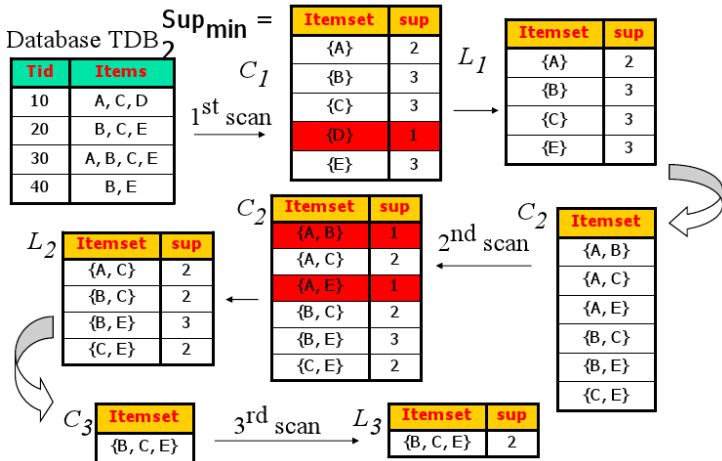 Database TDB
Sup min =
2
Tid Items
10 A, C, D
20 B, C, E
30 A, B, C, E
40 B, E
1st scan
C1
Itemset sup
{A} 2
{B} 3
{C} 3
{D} 1
{E} 3
L1
Itemset sup
{A} 2
{B} 3
{C} 3
{E} 3
C2
Itemset
{A, B}
{A, C}
{A, E}
{B, C}
{B, E}
{C, E}
2nd scan
C2
Itemset sup
{A, B} 1
{A, C} 2
{A, E} 1
{B, C} 2
{B, E} 3
{C, E} 2
L2
Itemset sup
{A, C} 2
{B, C} 2
{B, E} 3
{C, E} 2
C3
Itemset
{B, C, E}
3rd scan
L3
Itemset sup
{B, C, E} 2